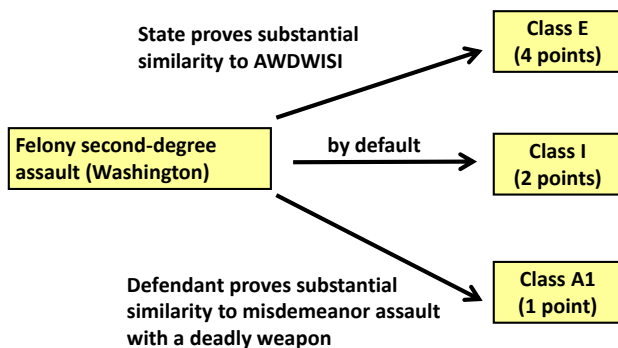 State proves substantial
similarity to AWDWISI
Class E
(4 points)
Felony second-degree
assault (Washington)
by default
Class I
(2 points)
Defendant proves substantial
similarity to misdemeanor assault
with a deadly weapon
Class A1
(1 point)